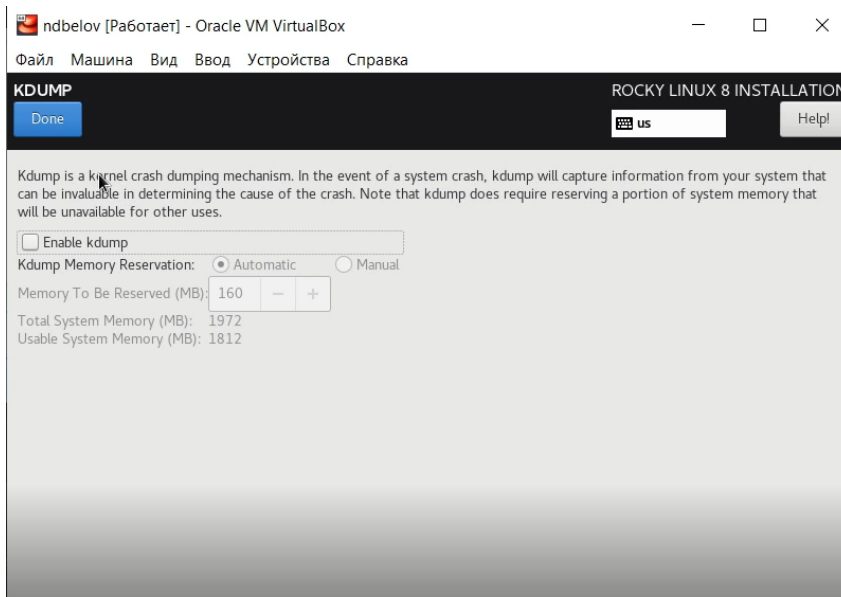 ndbelov [Работает] - Oracle VM VirtualBox
Файл Машина Вид Ввод Устройства Справка
KDUMP
ROCKY LINUX 8 INSTALLATION
Done
us
Help!
Kdump is a kernel crash dumping mechanism. In the event of a system crash, kdump will capture information from your system that
can be invaluable in determining the cause of the crash. Note that kdump does require reserving a portion of system memory that
will be unavailable for other uses.
Enable kdump
Kdump Memory Reservation: Automatic Manual
Memory To Be Reserved (MB): 160 − +
Total System Memory (MB): 1972
Usable System Memory (MB): 1812